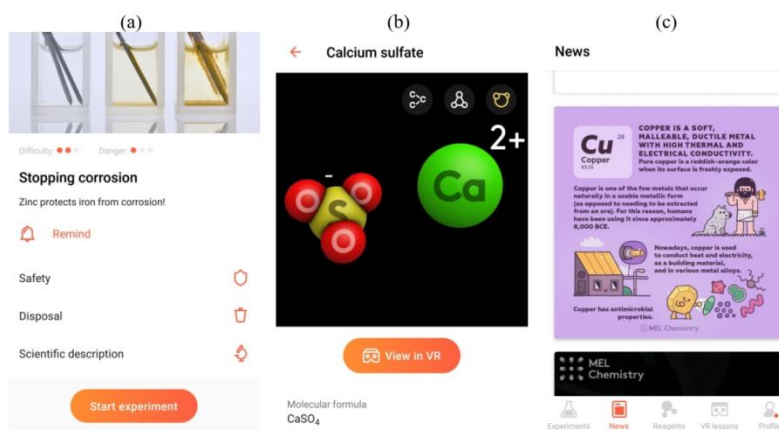 (a)
Difficulty:
Danger:
Stopping corrosion
Zinc protects iron from corrosion!
Remind
Safety
Disposal
Scientific description
Start experiment
(b)
Calcium sulfate
2+
-
S
Ca
View in VR
Molecular formula
CaSO₄
(c)
News
Cu 29
Copper
COPPER IS A SOFT,
MALLEABLE, DUCTILE METAL
WITH HIGH THERMAL AND
ELECTRICAL CONDUCTIVITY.
Pure copper is a reddish-orange color
when its surface is freshly exposed.
Copper is one of the few metals that occur
naturally in a usable metallic form
(as opposed to needing to be extracted
from an ore). For this reason, humans
have been using it since approximately
8,000 BCE.
Nowadays, copper is used
to conduct heat and electricity,
as a building material,
and in various metal alloys.
Copper has antimicrobial
properties.
MEL Chemistry
MEL
Chemistry
Experiments
News
Reagents
VR lessons
Profile